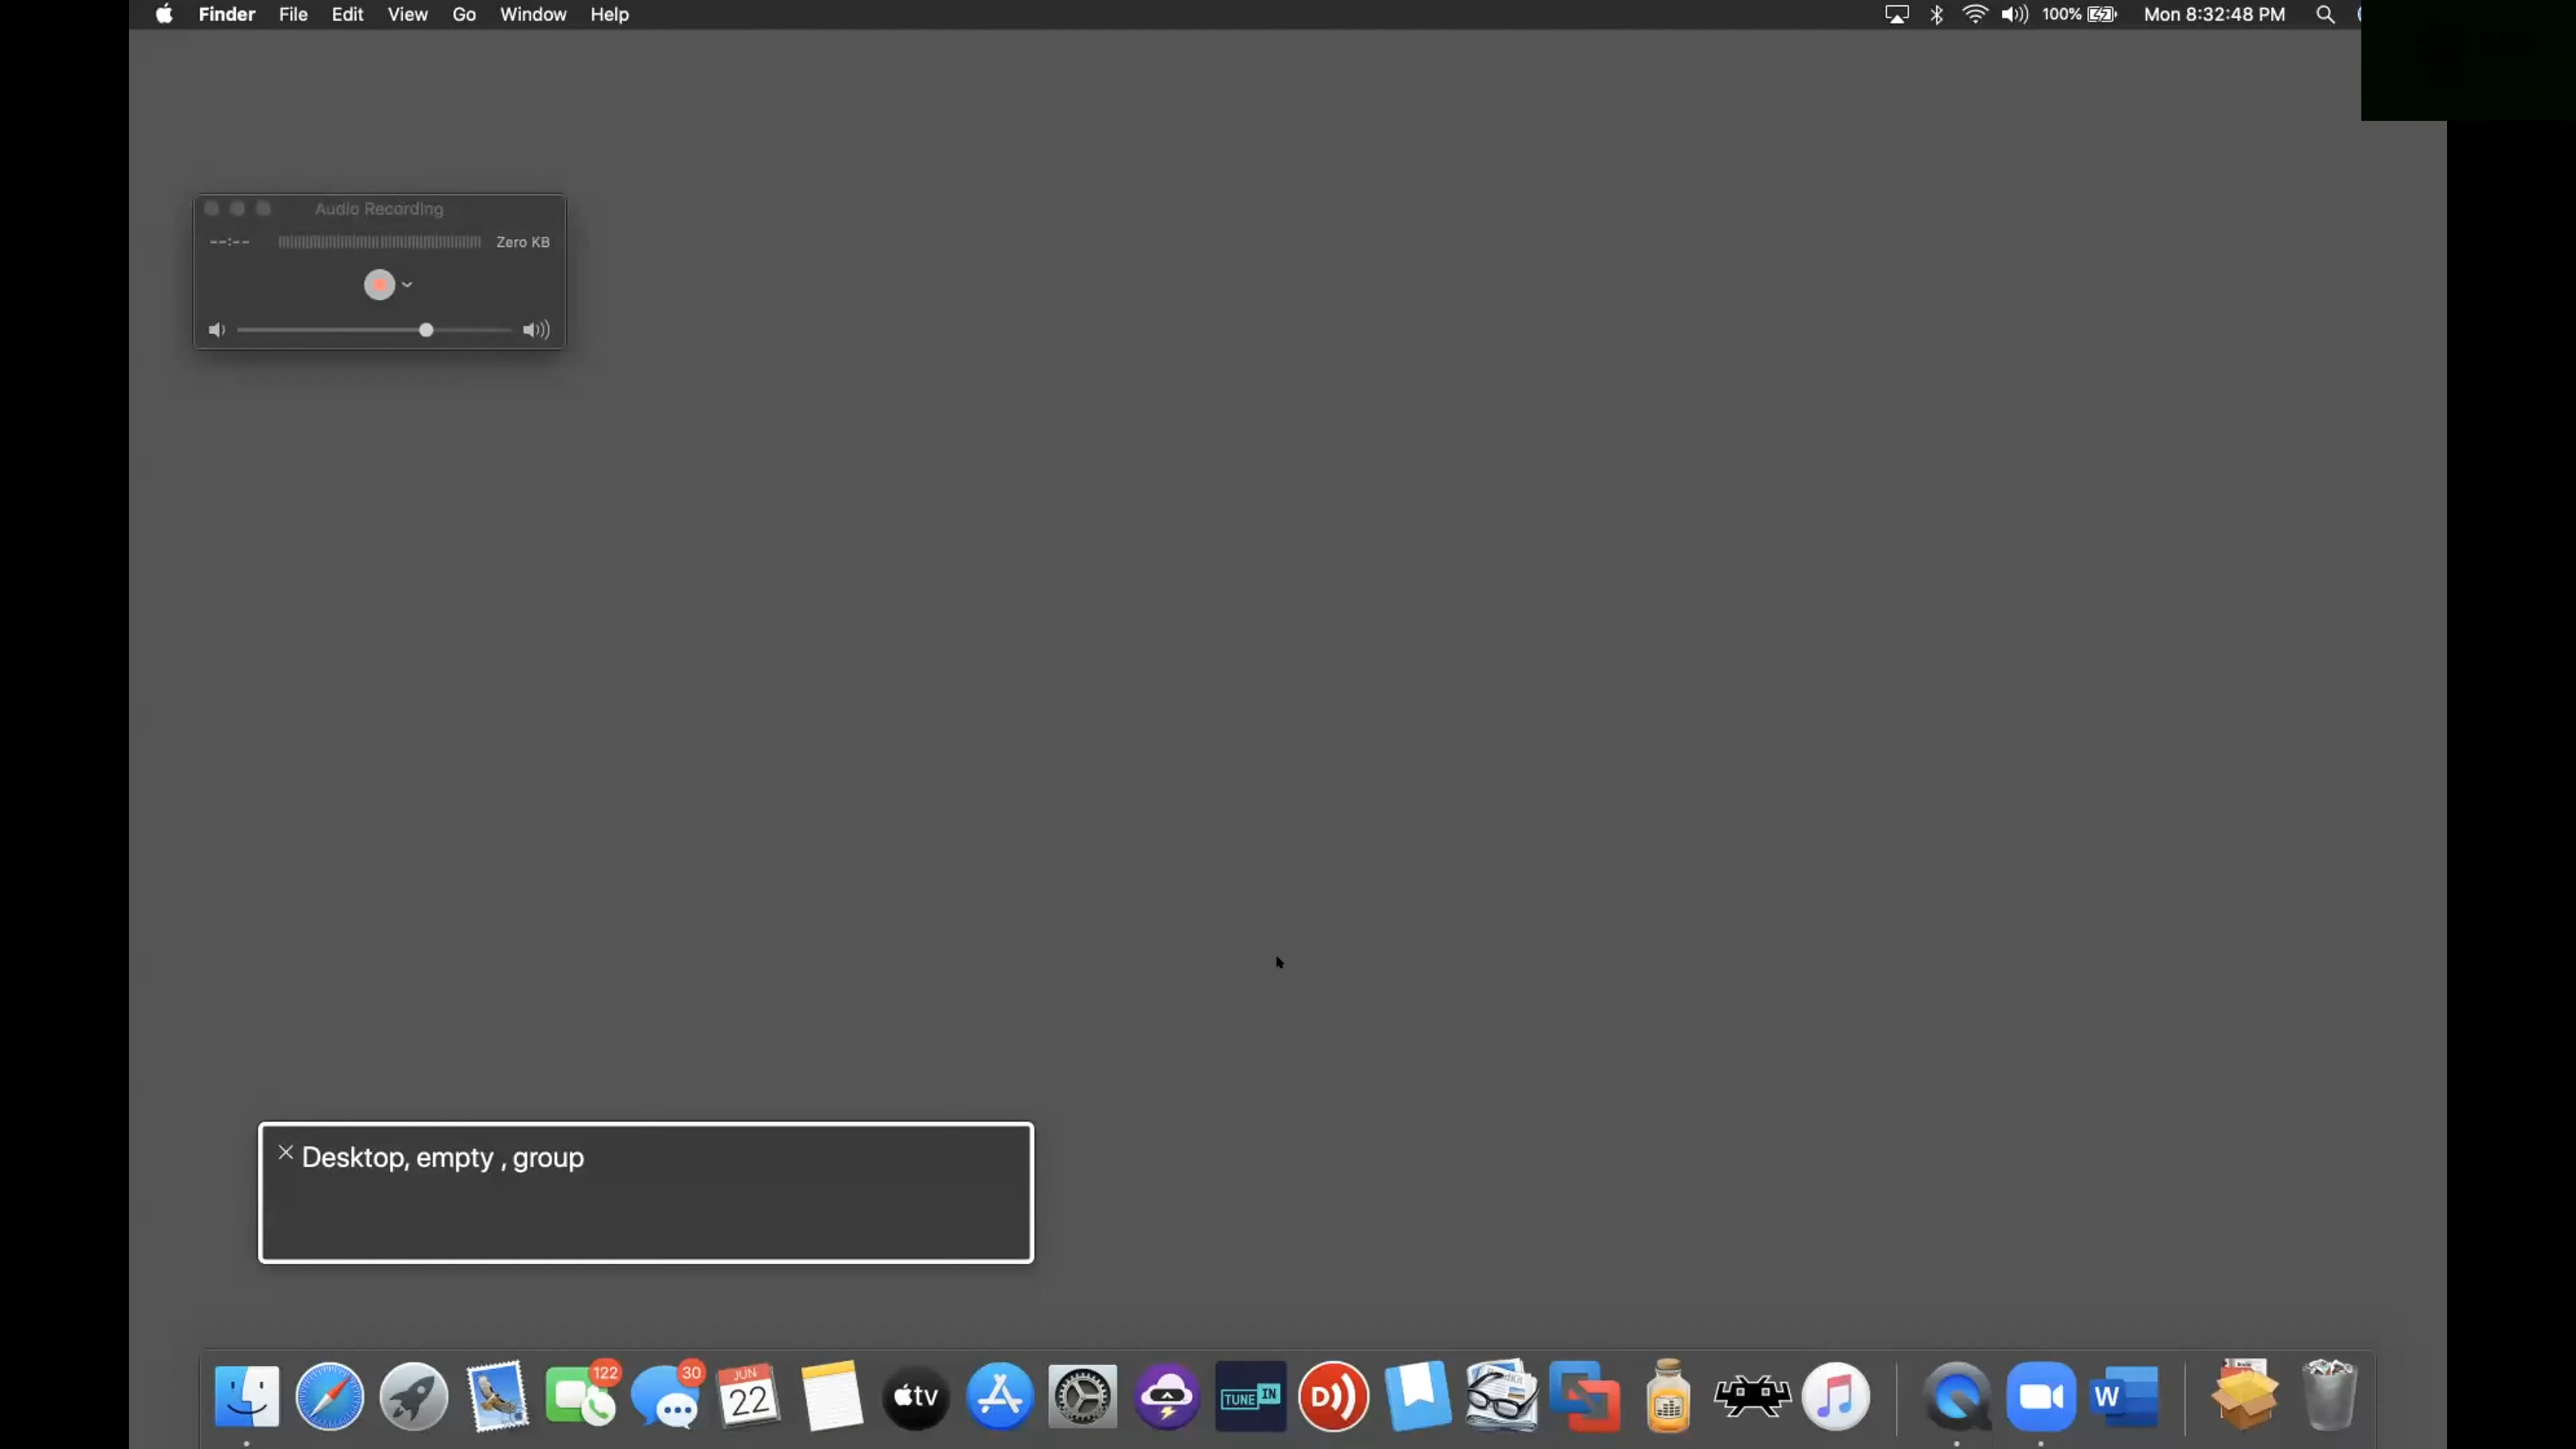 Finder File Edit View Go Window Help 100% Mon 8:32:48 PM
Audio Recording
--:-- Zero KB
Desktop, empty , group
122 30 JUN 22 tv TUNE IN D W